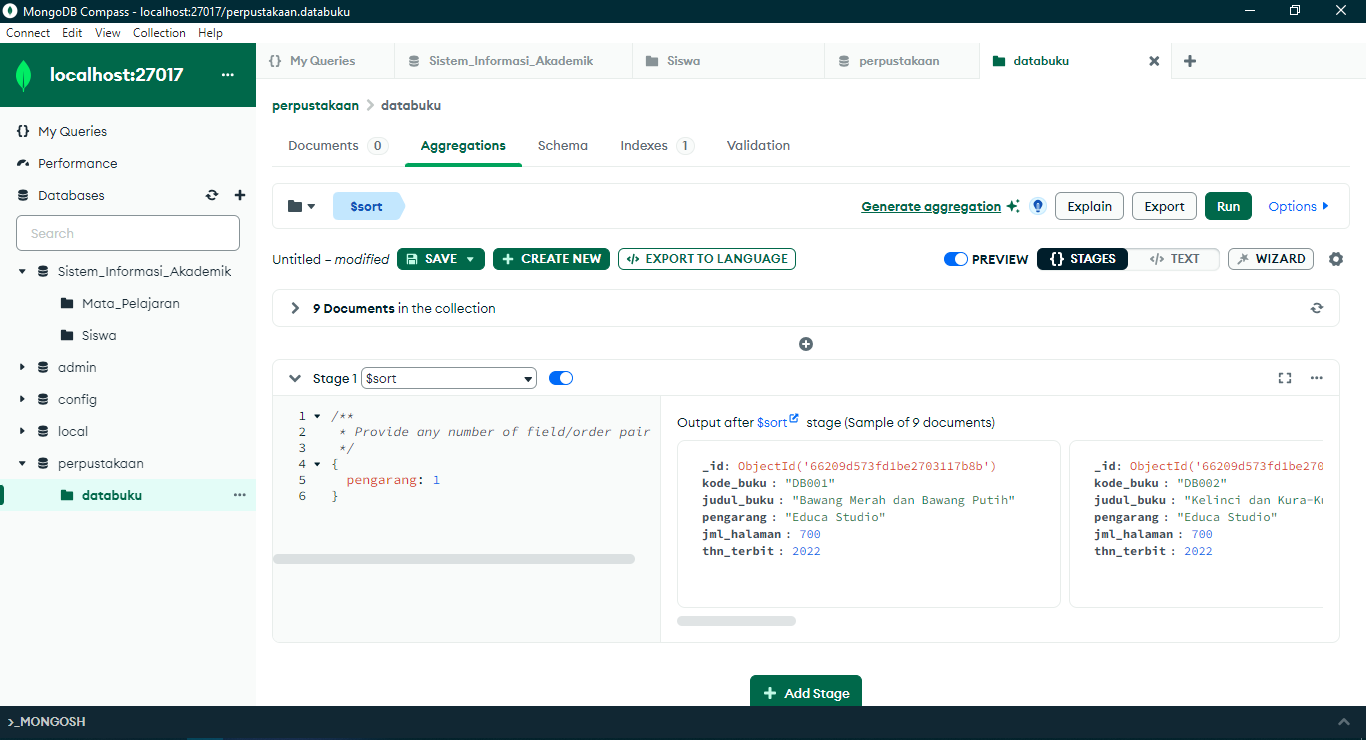 MongoDB Compass - localhost:27017/perpustakaan.databuku
Connect Edit View Collection Help
localhost:27017 ...
{} My Queries
Performance
Databases
Search
Sistem_Informasi_Akademik
Mata_Pelajaran
Siswa
admin
config
local
perpustakaan
databuku
{} My Queries Sistem_Informasi_Akademik Siswa perpustakaan databuku
perpustakaan > databuku
Documents 0 Aggregations Schema Indexes 1 Validation
$sort Generate aggregation Explain Export Run Options
Untitled – modified SAVE + CREATE NEW </> EXPORT TO LANGUAGE PREVIEW {} STAGES </> TEXT WIZARD
9 Documents in the collection
Stage 1 $sort
1 /**
2 * Provide any number of field/order pair
3 */
4 {
5 pengarang: 1
6 }
Output after $sort stage (Sample of 9 documents)
_id: ObjectId('66209d573fd1be2703117b8b')
kode_buku : "DB001"
judul_buku : "Bawang Merah dan Bawang Putih"
pengarang : "Educa Studio"
jml_halaman : 700
thn_terbit : 2022
_id: ObjectId('66209d573fd1be270
kode_buku : "DB002"
judul_buku : "Kelinci dan Kura-Ku
pengarang : "Educa Studio"
jml_halaman : 700
thn_terbit : 2022
+ Add Stage
>_MONGOSH